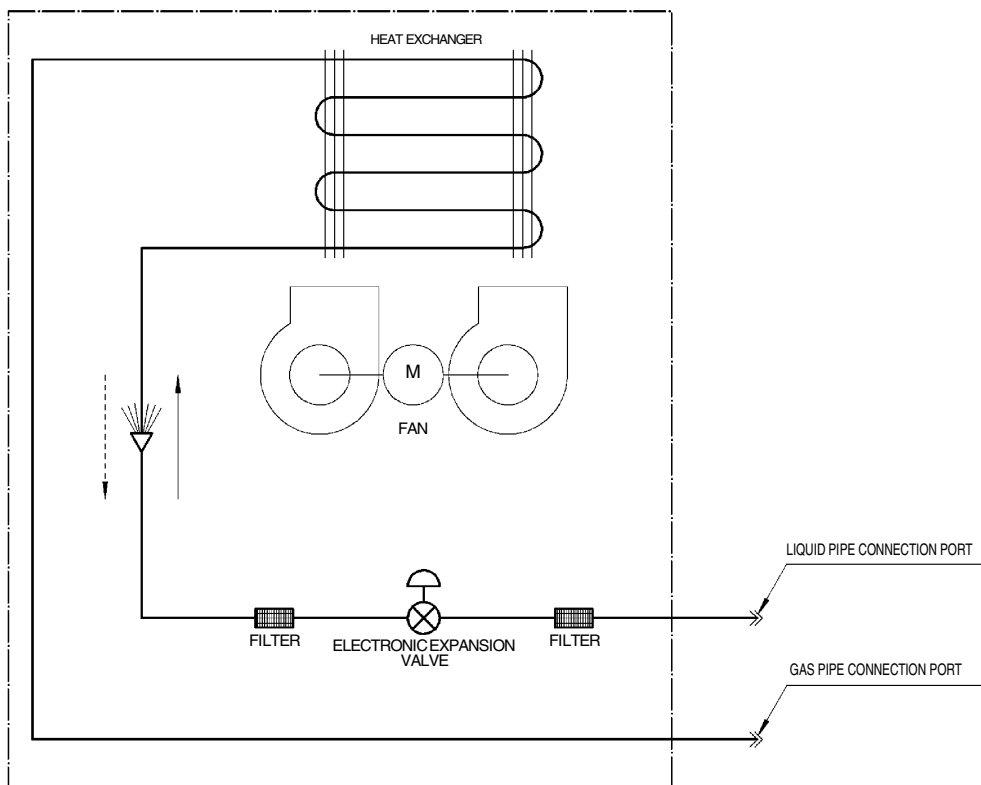 HEAT EXCHANGER
M
FAN
LIQUID PIPE CONNECTION PORT
FILTER
ELECTRONIC EXPANSION
VALVE
FILTER
GAS PIPE CONNECTION PORT